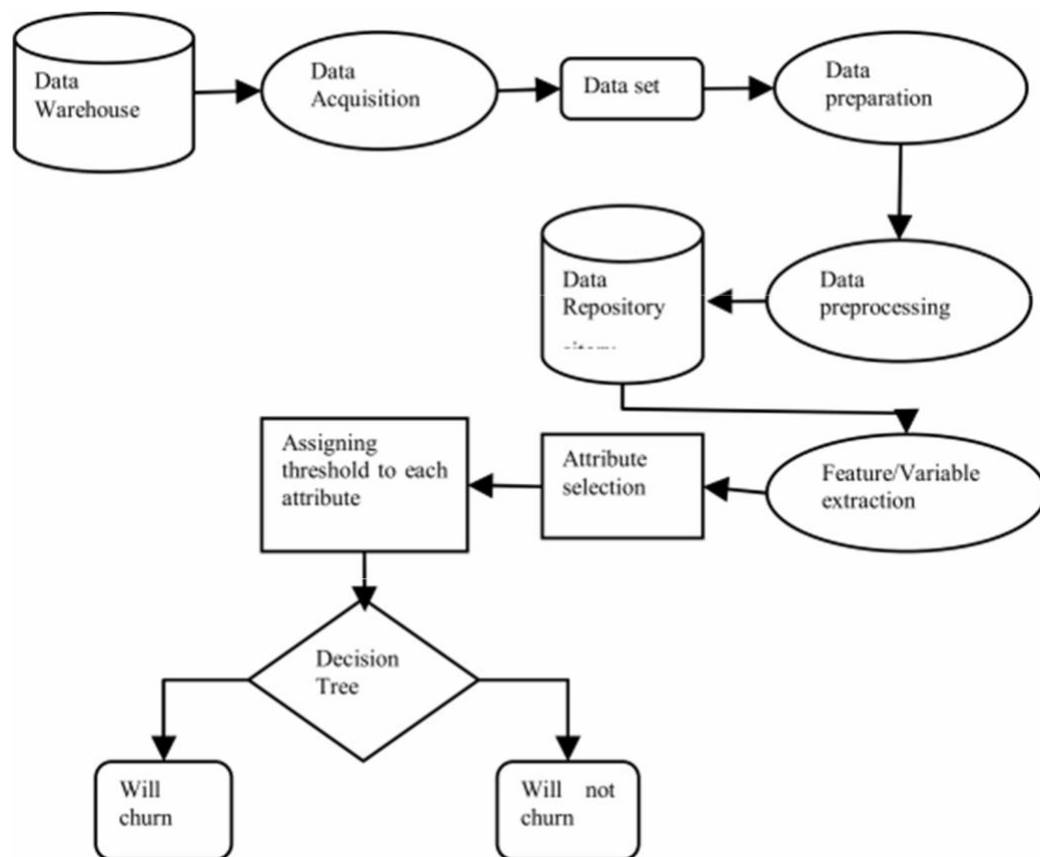 Data
Warehouse
Data
Acquisition
Data set
Data
preparation
Data
preprocessing
Data
Repository
Feature/Variable
extraction
Attribute
selection
Assigning
threshold to each
attribute
Decision
Tree
Will
churn
Will not
churn